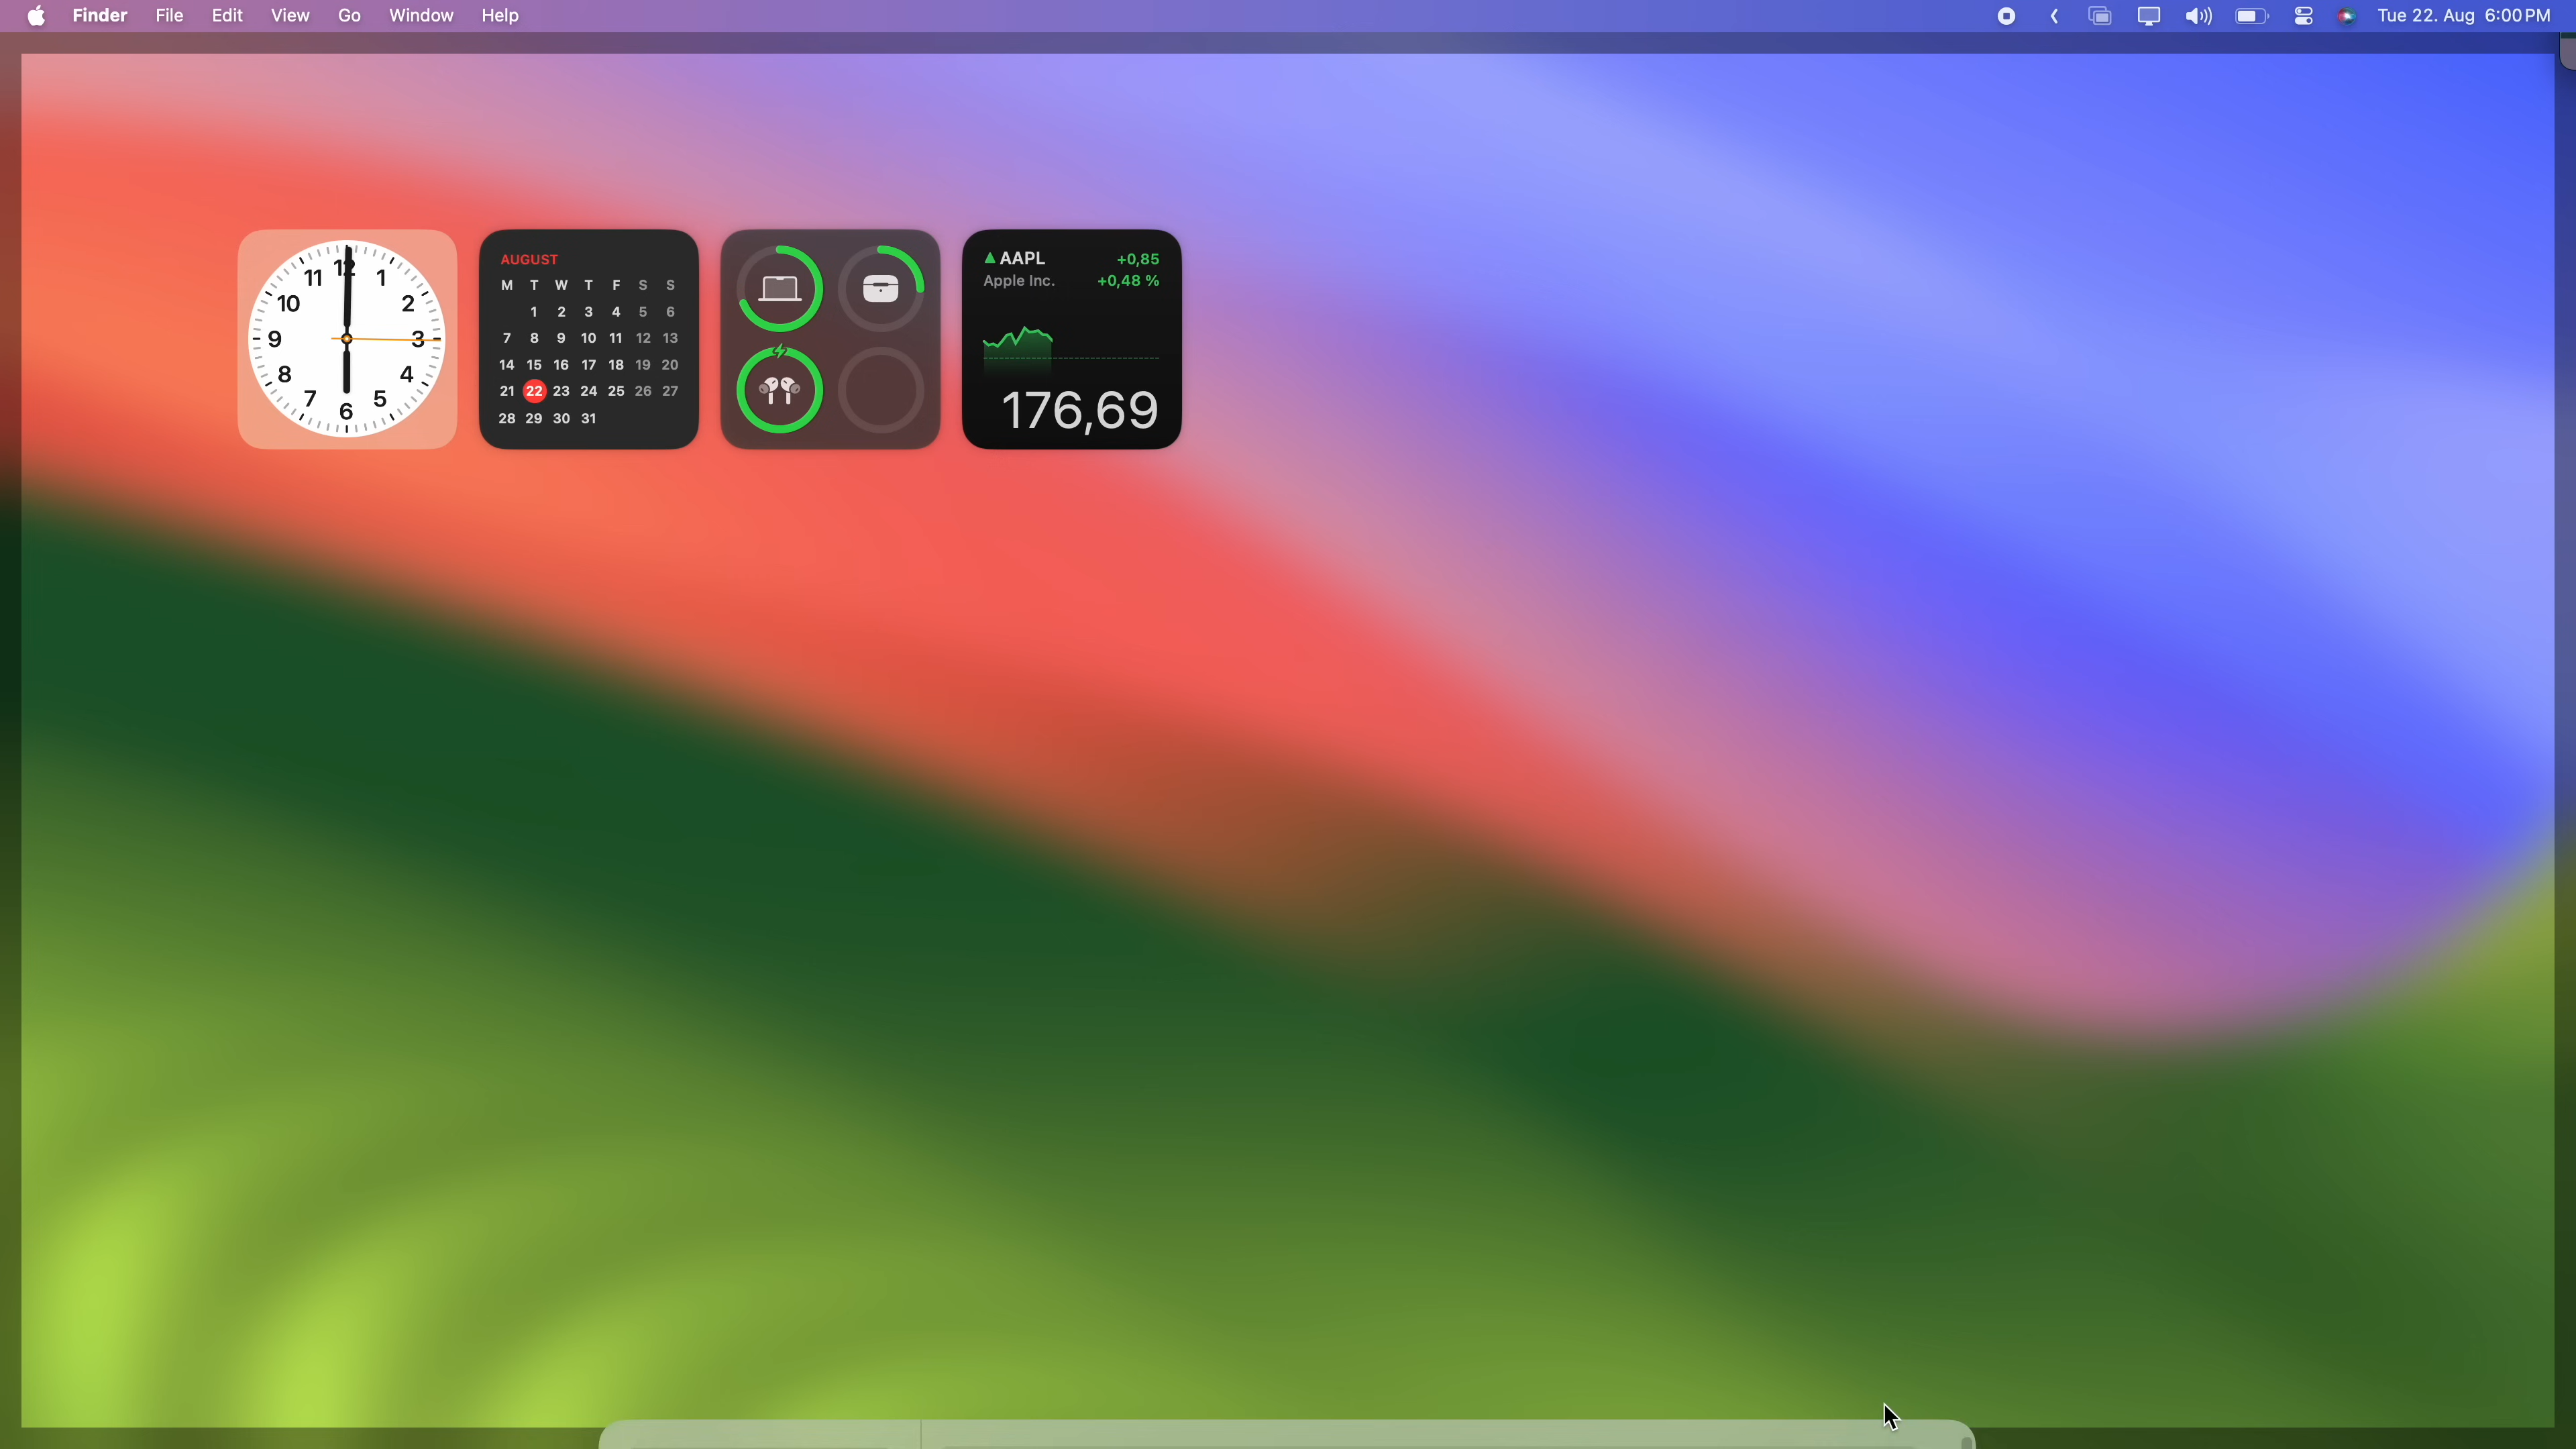 Finder File Edit View Go Window Help Tue 22. Aug 6:00 PM
12
11 1
10 2
9 3
8 4
7 5
6
AUGUST
M T W T F S S
1 2 3 4 5 6
7 8 9 10 11 12 13
14 15 16 17 18 19 20
21 22 23 24 25 26 27
28 29 30 31
AAPL +0,85
Apple Inc. +0,48 %
176,69